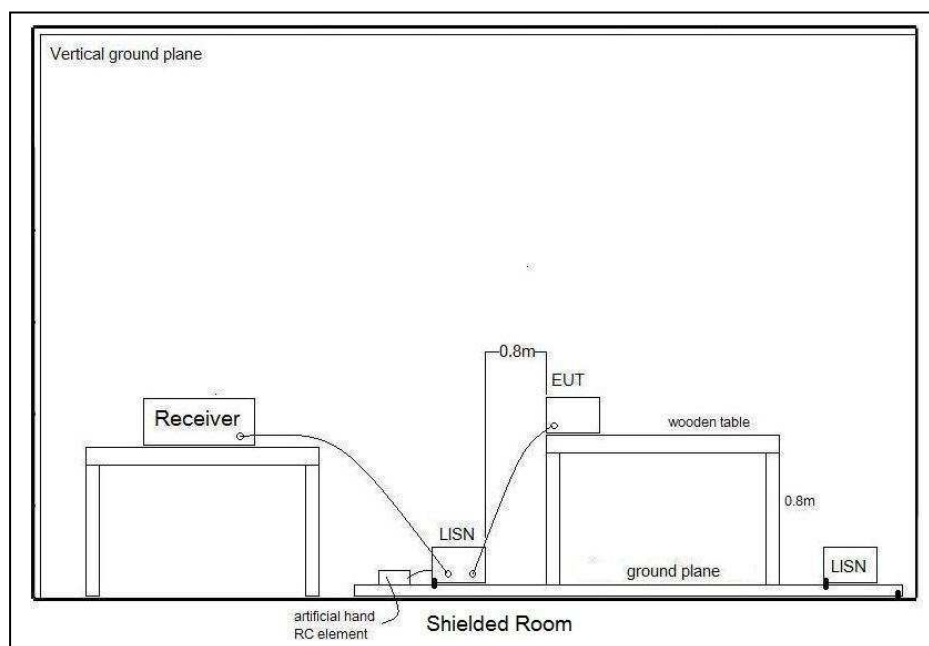 Vertical ground plane
0.8m
EUT
Receiver
wooden table
0.8m
LISN
ground plane
LISN
artificial hand
RC element
Shielded Room